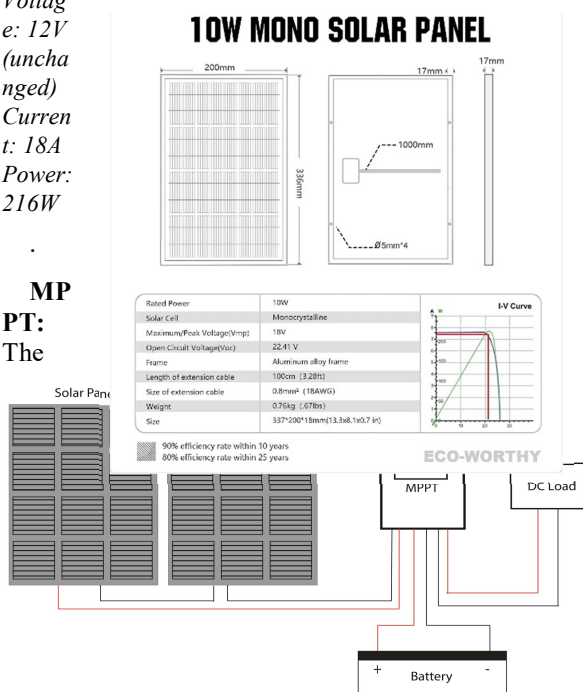 Voltag
e: 12V
(uncha
nged)
Curren
t: 18A
Power:
216W
.
MP
PT:
The
10W MONO SOLAR PANEL
200mm
17mm
17mm
336mm
1000mm
Ø5mm*4
Rated Power 10W
Solar Cell Monocrystalline
Maximum/Peak Voltage(Vmp) 18V
Open Circuit Voltage(Voc) 22.41 V
Frame Aluminum alloy frame
Length of extension cable 100cm (3.28ft)
Size of extension cable 0.8mm² (18AWG)
Weight 0.76kg (.67lbs)
Size 337*200*18mm(13.3x8.1x0.7 in)
I-V Curve
A W
10 20 30
90% efficiency rate within 10 years
80% efficiency rate within 25 years
ECO-WORTHY
Solar Pane
MPPT
DC Load
+ Battery -